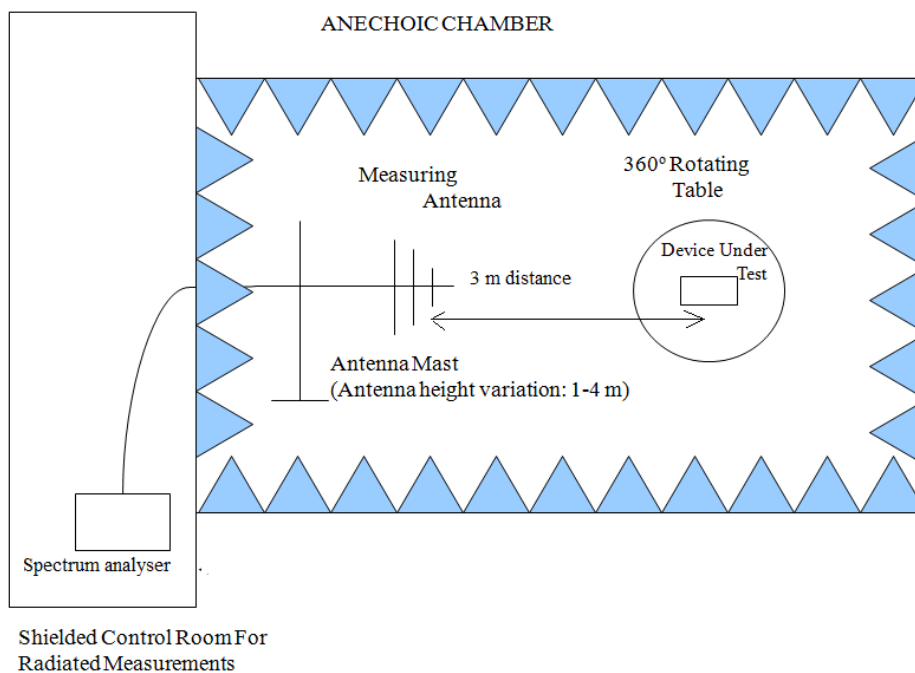 ANECHOIC CHAMBER
Measuring
Antenna
360º Rotating
Table
Device Under
Test
3 m distance
Antenna Mast
(Antenna height variation: 1-4 m)
Spectrum analyser
Shielded Control Room For
Radiated Measurements